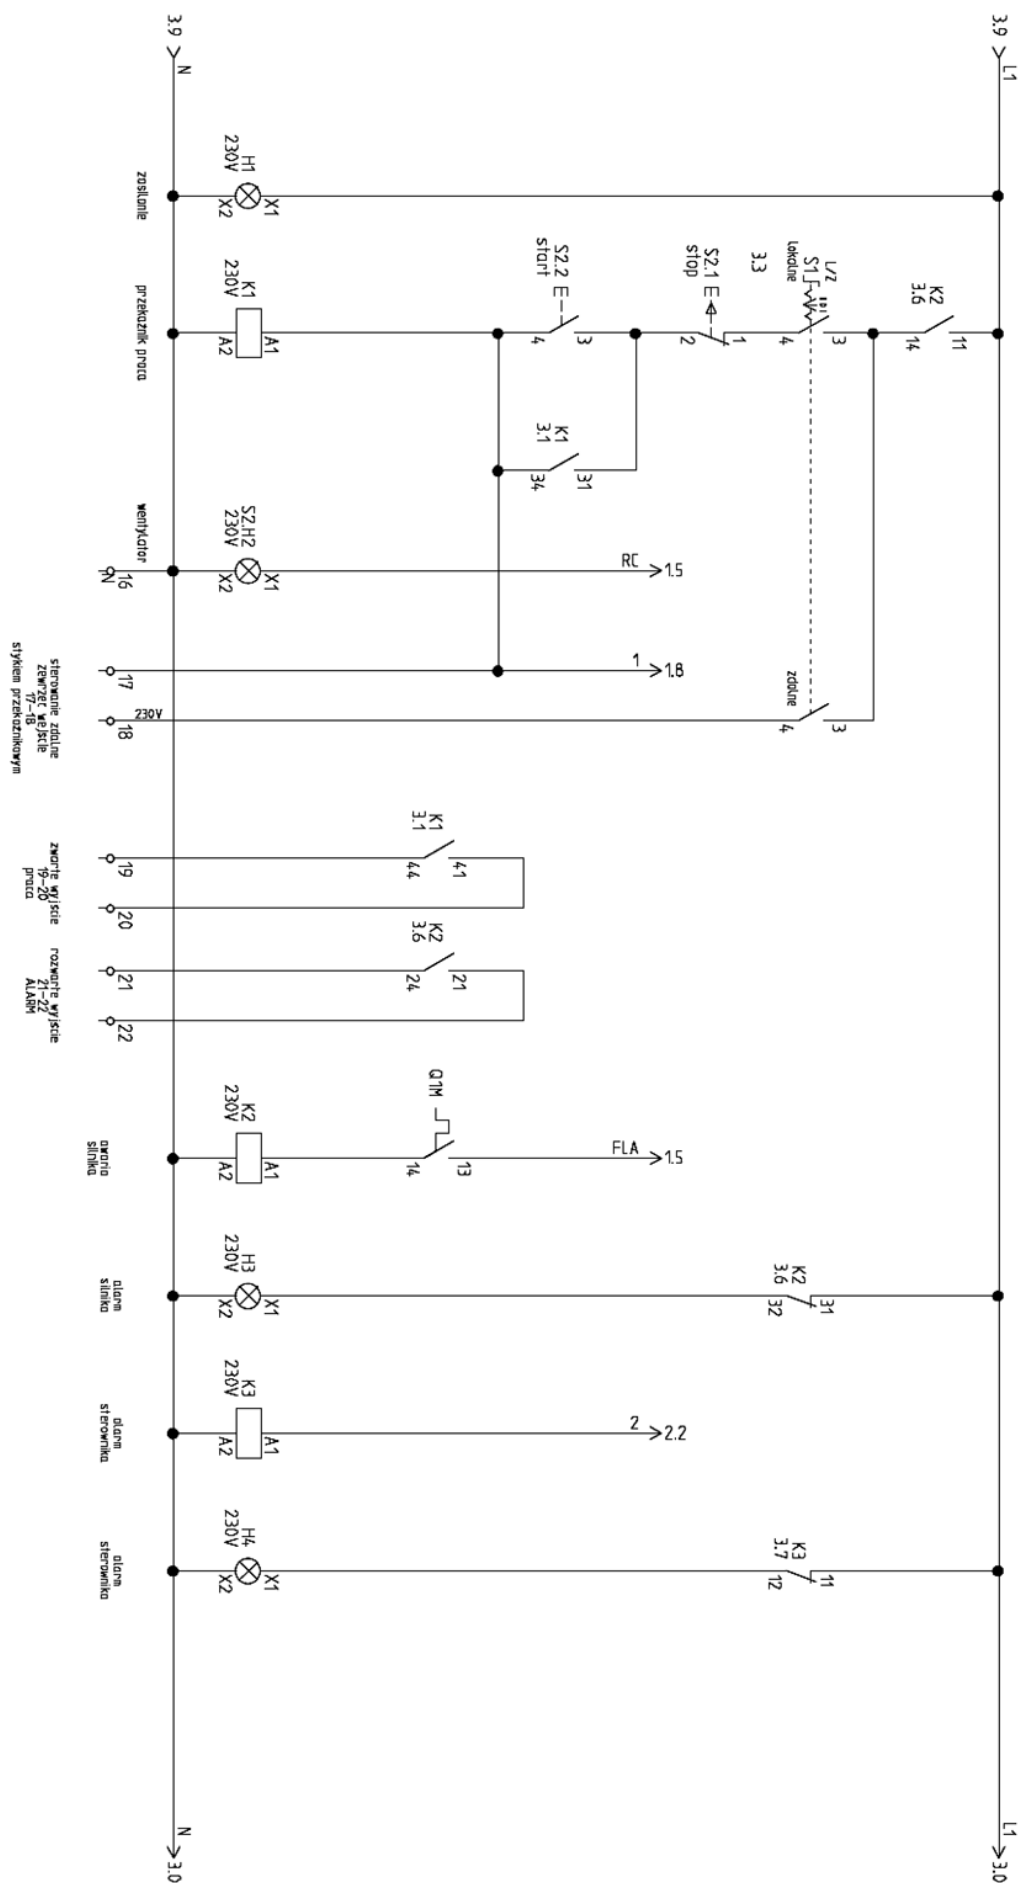 3.9
L1
L1
3.0
K2
3.6
11
14
L/Z
S1
lokalne
3.3
3
4
S2.1
stop
1
2
S2.2
start
3
4
K1
3.1
31
34
zdalne
3
4
K2
3.6
31
32
K3
3.7
11
12
RC
1.5
1
1.8
230V
K1
3.1
41
44
K2
3.6
21
24
Q1M
13
14
FLA
1.5
2
2.2
H1
230V
X1
X2
K1
230V
A1
A2
S2.H2
230V
X1
X2
K2
230V
A1
A2
H3
230V
X1
X2
K3
230V
A1
A2
H4
230V
X1
X2
3.9
N
N
3.0
16
N
17
18
19
20
21
22
zasilanie
przekaźnik praca
wentylator
sterowanie zdalne
zewrzeć wejście
17-18
stykiem przekaźnikowym
zwarte wyjście
19-20
praca
rozwarte wyjście
21-22
ALARM
awaria
silnika
alarm
silnika
alarm
sterownika
alarm
sterownika